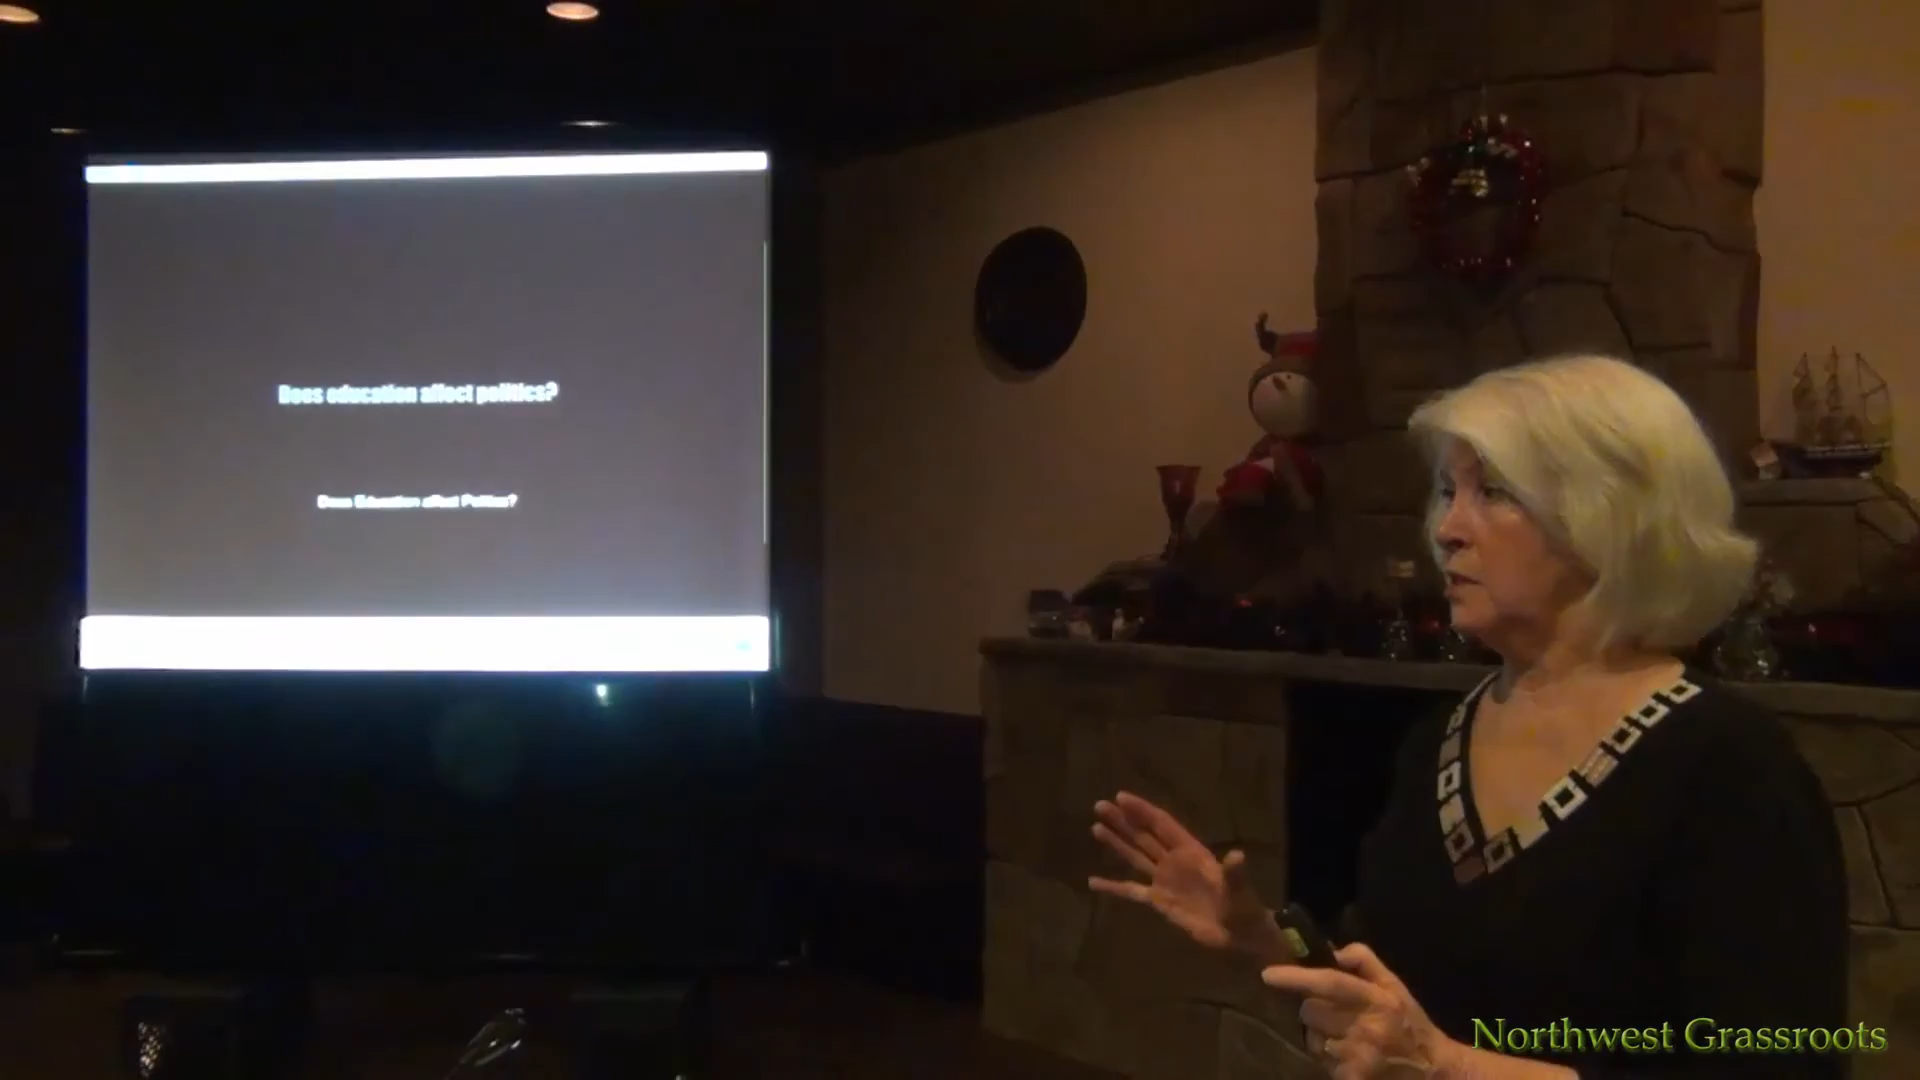 Does education affect politics?
Does Education affect Politics?
Northwest Grassroots